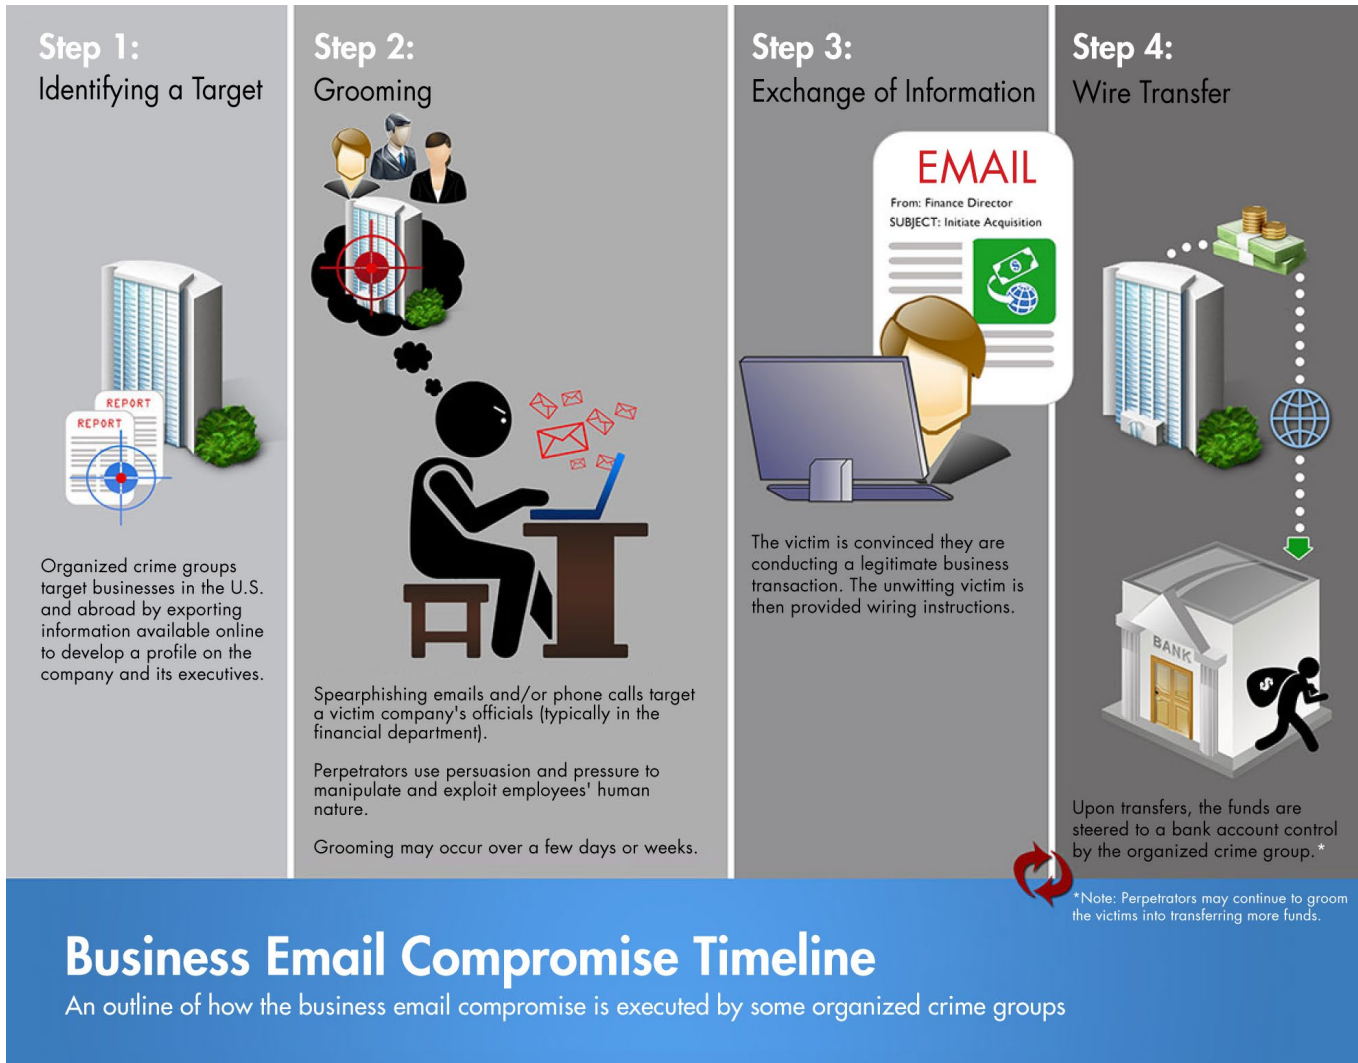 Step 1:
Identifying a Target
REPORT
REPORT
Organized crime groups
target businesses in the U.S.
and abroad by exporting
information available online
to develop a profile on the
company and its executives.
Step 2:
Grooming
Spearphishing emails and/or phone calls target
a victim company's officials (typically in the
financial department).
Perpetrators use persuasion and pressure to
manipulate and exploit employees' human
nature.
Grooming may occur over a few days or weeks.
Step 3:
Exchange of Information
EMAIL
From: Finance Director
SUBJECT: Initiate Acquisition
$
The victim is convinced they are
conducting a legitimate business
transaction. The unwitting victim is
then provided wiring instructions.
Step 4:
Wire Transfer
BANK
$
Upon transfers, the funds are
steered to a bank account control
by the organized crime group.*
*Note: Perpetrators may continue to groom
the victims into transferring more funds.
Business Email Compromise Timeline
An outline of how the business email compromise is executed by some organized crime groups